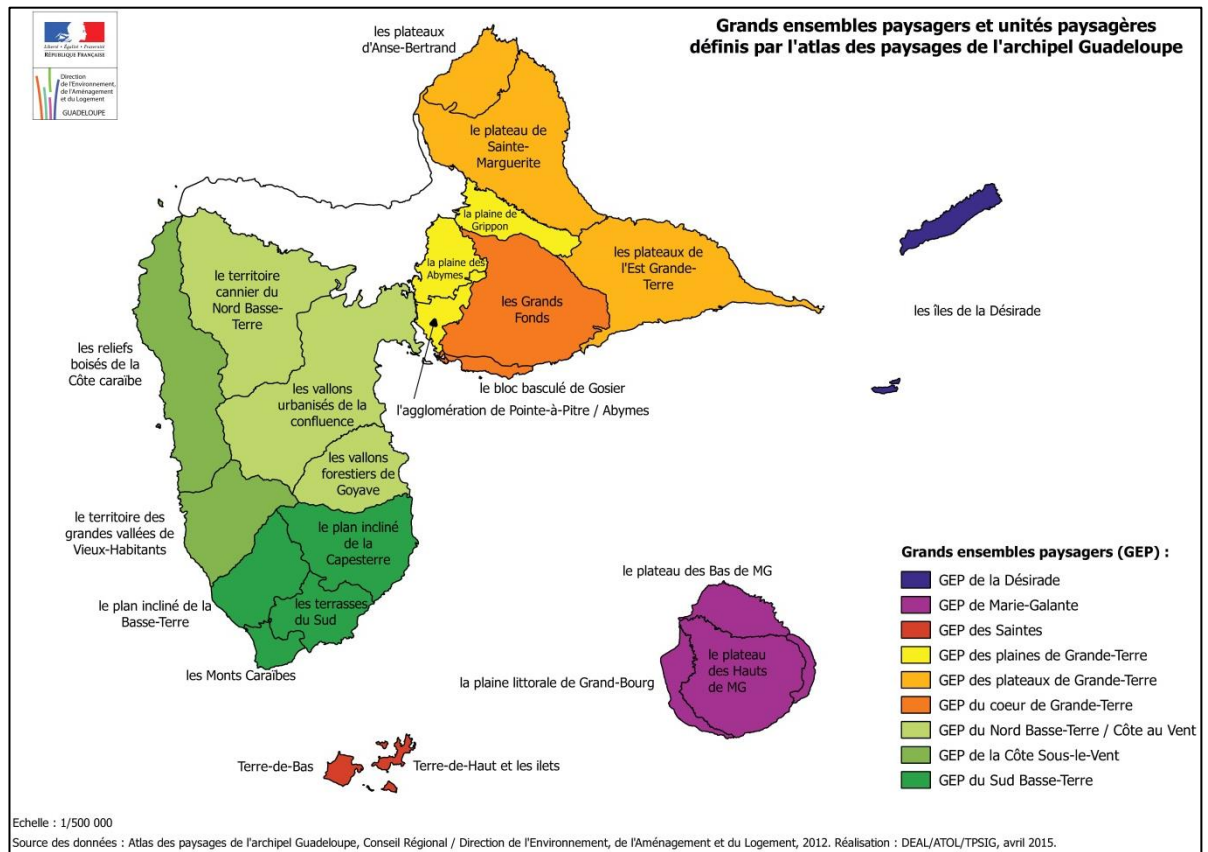 Liberté • Égalité • Fraternité
RÉPUBLIQUE FRANÇAISE
Direction
de l'Environnement,
de l'Aménagement
et du Logement
GUADELOUPE
Grands ensembles paysagers et unités paysagères
définis par l'atlas des paysages de l'archipel Guadeloupe
les plateaux
d'Anse-Bertrand
le plateau de
Sainte-
Marguerite
la plaine de
Grippon
la plaine des
Abymes
les plateaux de
l'Est Grande-
Terre
les Grands
Fonds
les îles de la Désirade
le territoire
cannier du
Nord Basse-
Terre
les reliefs
boisés de la
Côte caraïbe
le bloc basculé de Gosier
l'agglomération de Pointe-à-Pitre / Abymes
les vallons
urbanisés de la
confluence
les vallons
forestiers de
Goyave
le territoire des
grandes vallées de
Vieux-Habitants
le plan incliné
de la
Capesterre
le plan incliné de la
Basse-Terre
les terrasses
du Sud
les Monts Caraïbes
le plateau des Bas de MG
le plateau
des Hauts
de MG
la plaine littorale de Grand-Bourg
Terre-de-Bas
Terre-de-Haut et les ilets
Grands ensembles paysagers (GEP) :
GEP de la Désirade
GEP de Marie-Galante
GEP des Saintes
GEP des plaines de Grande-Terre
GEP des plateaux de Grande-Terre
GEP du coeur de Grande-Terre
GEP du Nord Basse-Terre / Côte au Vent
GEP de la Côte Sous-le-Vent
GEP du Sud Basse-Terre
Echelle : 1/500 000
Source des données : Atlas des paysages de l'archipel Guadeloupe, Conseil Régional / Direction de l'Environnement, de l'Aménagement et du Logement, 2012. Réalisation : DEAL/ATOL/TPSIG, avril 2015.